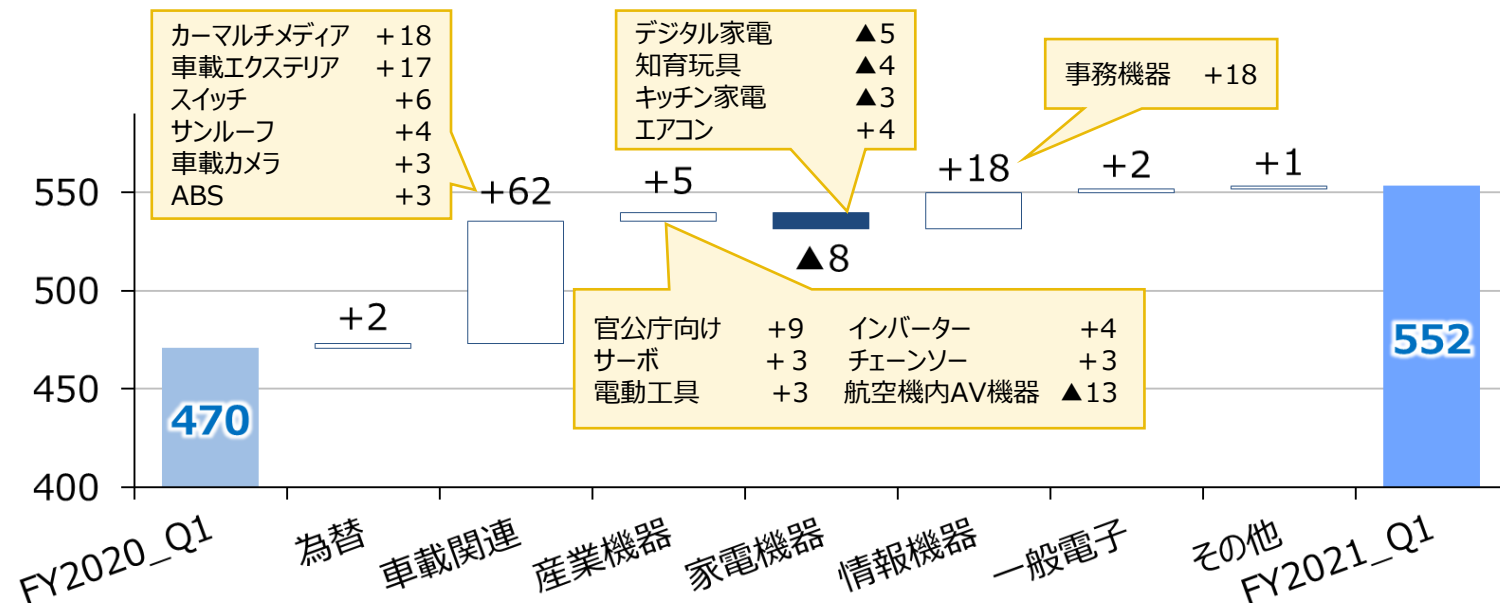 カーマルチメディア +18
車載エクステリア +17
スイッチ +6
サンルーフ +4
車載カメラ +3
ABS +3
デジタル家電 ▲5
知育玩具 ▲4
キッチン家電 ▲3
エアコン +4
事務機器 +18
550
500
450
400
+2
+62
+5
▲8
+18
+2
+1
官公庁向け +9 インバーター +4
サーボ +3 チェーンソー +3
電動工具 +3 航空機内AV機器 ▲13
470
552
FY2020_Q1
為替
車載関連
産業機器
家電機器
情報機器
一般電子
その他
FY2021_Q1